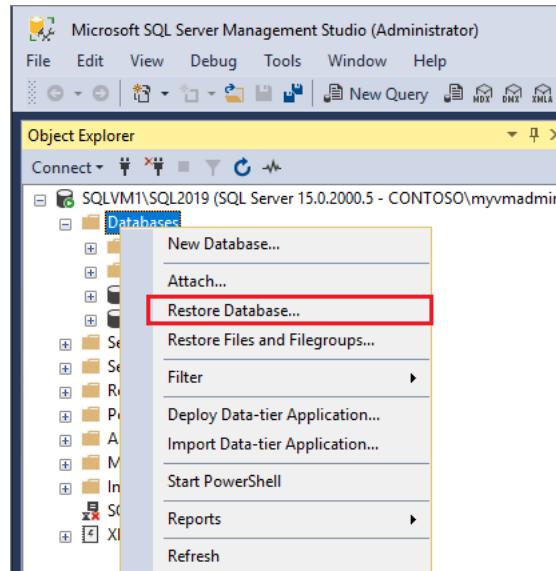 Microsoft SQL Server Management Studio (Administrator)
File Edit View Debug Tools Window Help
New Query MDX DMX XMLA
Object Explorer
Connect
SQLVM1\SQL2019 (SQL Server 15.0.2000.5 - CONTOSO\myvmadmin
Databases
New Database...
Attach...
Restore Database...
Restore Files and Filegroups...
Filter
Deploy Data-tier Application...
Import Data-tier Application...
Start PowerShell
Reports
Refresh